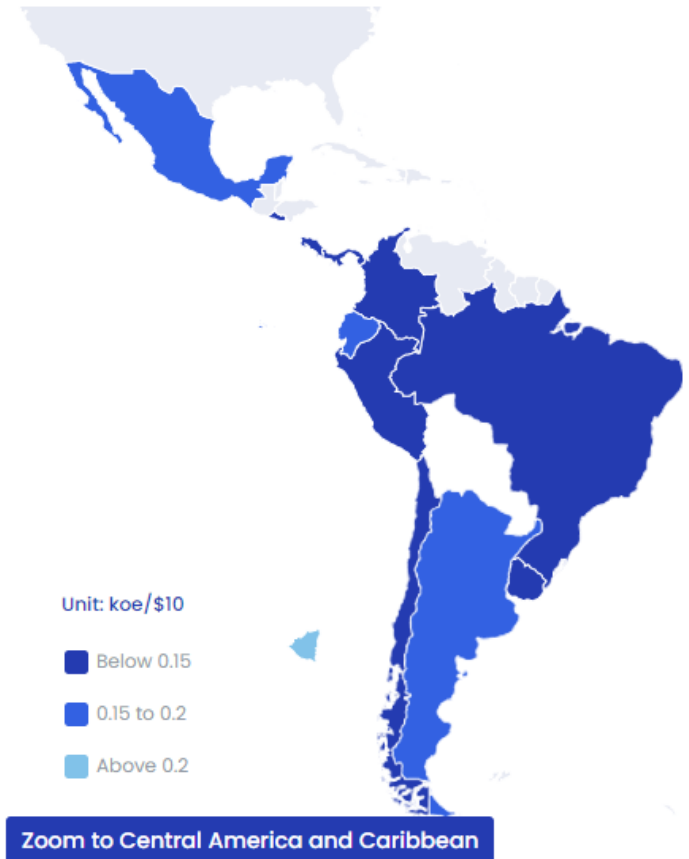 Unit: koe/$10
Below 0.15
0.15 to 0.2
Above 0.2
Zoom to Central America and Caribbean